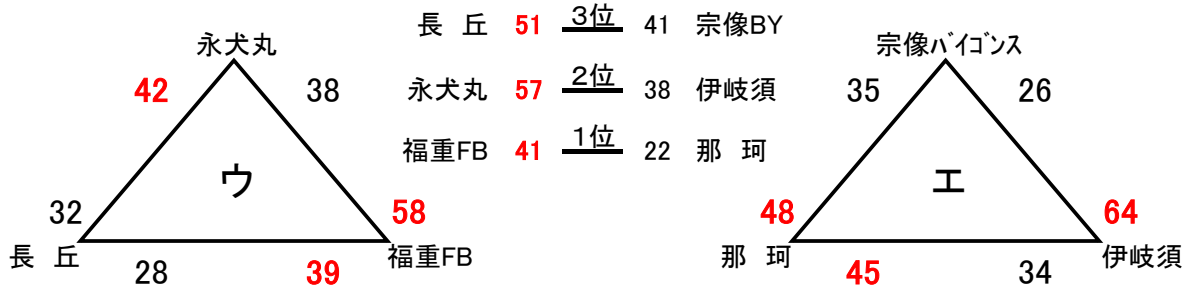 長 丘 51 3位 41 宗像BY
永犬丸 宗像バイゴンス
42 38 永犬丸 57 2位 38 伊岐須 35 26
福重FB 41 1位 22 那 珂
ウ エ
32 58 48 64
長 丘 福重FB 那 珂 伊岐須
28 39 45 34